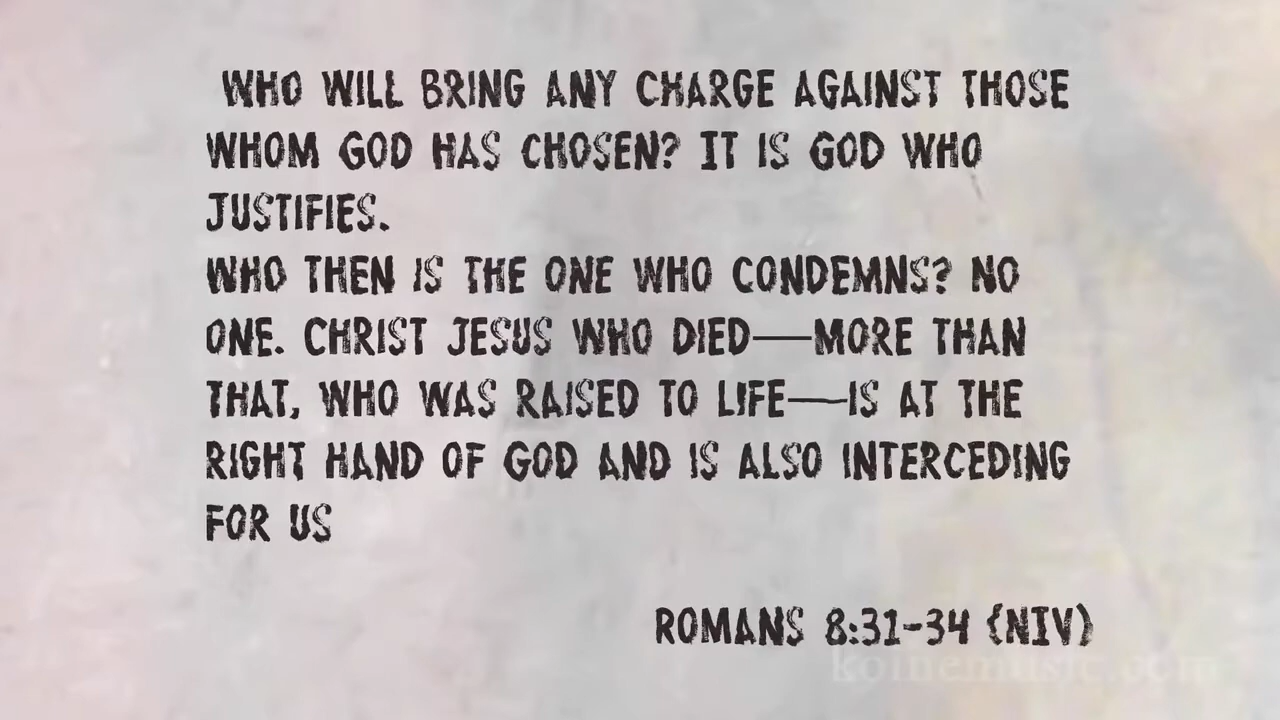 WHO WILL BRING ANY CHARGE AGAINST THOSE
WHOM GOD HAS CHOSEN? IT IS GOD WHO
JUSTIFIES.
WHO THEN IS THE ONE WHO CONDEMNS? NO
ONE. CHRIST JESUS WHO DIED—MORE THAN
THAT, WHO WAS RAISED TO LIFE—IS AT THE
RIGHT HAND OF GOD AND IS ALSO INTERCEDING
FOR US
ROMANS 8:31-34 {NIV)
koinemusic.com